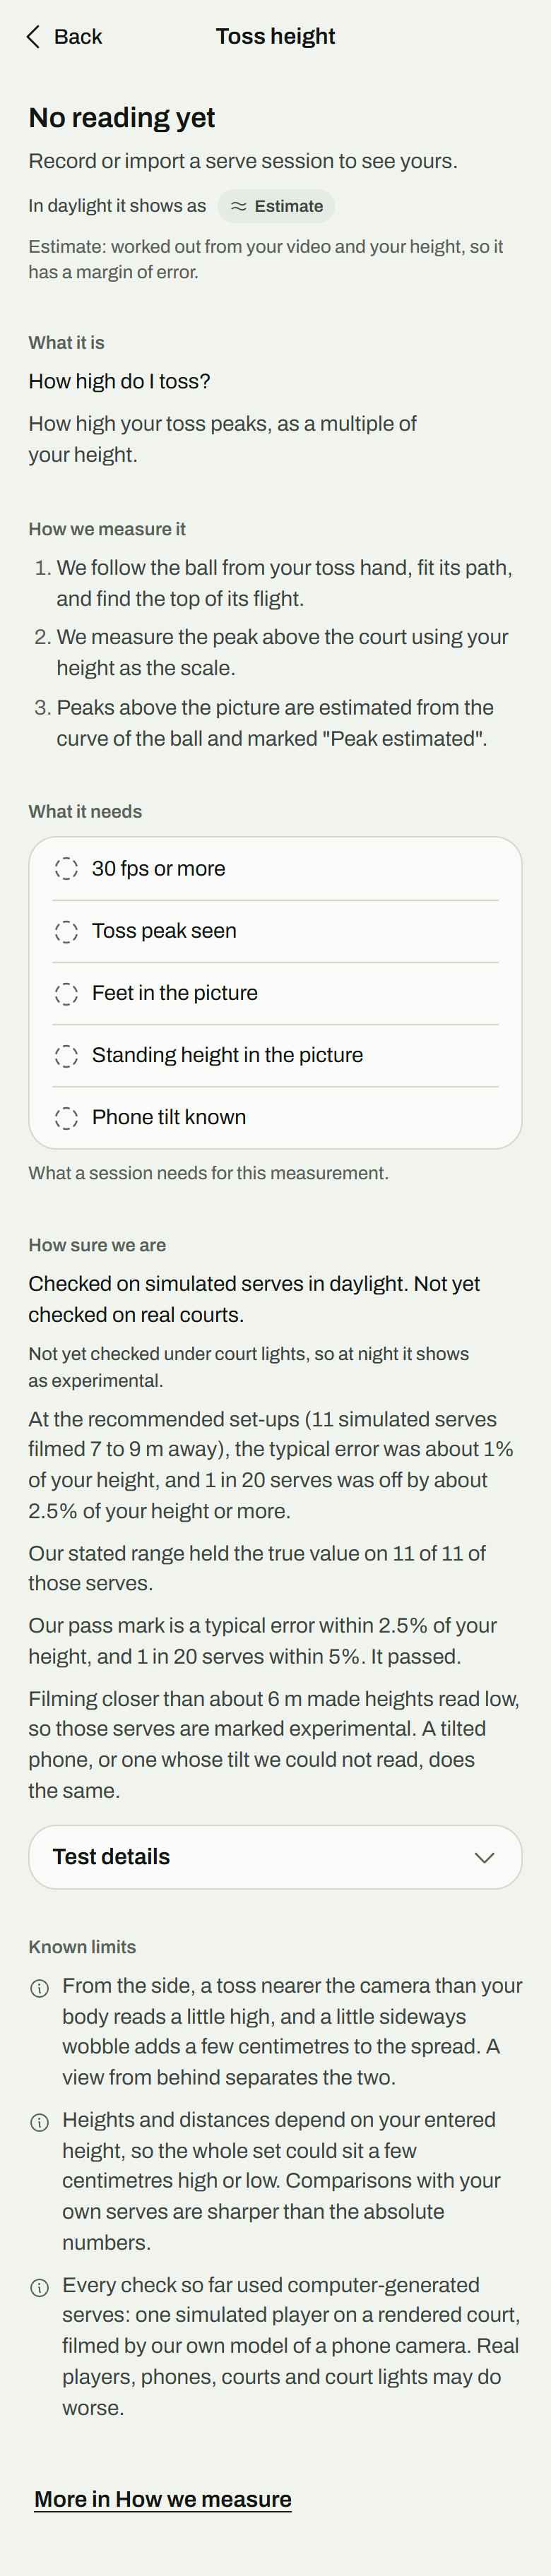 Back
Toss height
No reading yet
Record or import a serve session to see yours.
In daylight it shows as ≈ Estimate
Estimate: worked out from your video and your height, so it
has a margin of error.
What it is
How high do I toss?
How high your toss peaks, as a multiple of
your height.
How we measure it
1. We follow the ball from your toss hand, fit its path,
and find the top of its flight.
2. We measure the peak above the court using your
height as the scale.
3. Peaks above the picture are estimated from the
curve of the ball and marked "Peak estimated".
What it needs
30 fps or more
Toss peak seen
Feet in the picture
Standing height in the picture
Phone tilt known
What a session needs for this measurement.
How sure we are
Checked on simulated serves in daylight. Not yet
checked on real courts.
Not yet checked under court lights, so at night it shows
as experimental.
At the recommended set-ups (11 simulated serves
filmed 7 to 9 m away), the typical error was about 1%
of your height, and 1 in 20 serves was off by about
2.5% of your height or more.
Our stated range held the true value on 11 of 11 of
those serves.
Our pass mark is a typical error within 2.5% of your
height, and 1 in 20 serves within 5%. It passed.
Filming closer than about 6 m made heights read low,
so those serves are marked experimental. A tilted
phone, or one whose tilt we could not read, does
the same.
Test details
Known limits
From the side, a toss nearer the camera than your
body reads a little high, and a little sideways
wobble adds a few centimetres to the spread. A
view from behind separates the two.
Heights and distances depend on your entered
height, so the whole set could sit a few
centimetres high or low. Comparisons with your
own serves are sharper than the absolute
numbers.
Every check so far used computer-generated
serves: one simulated player on a rendered court,
filmed by our own model of a phone camera. Real
players, phones, courts and court lights may do
worse.
More in How we measure